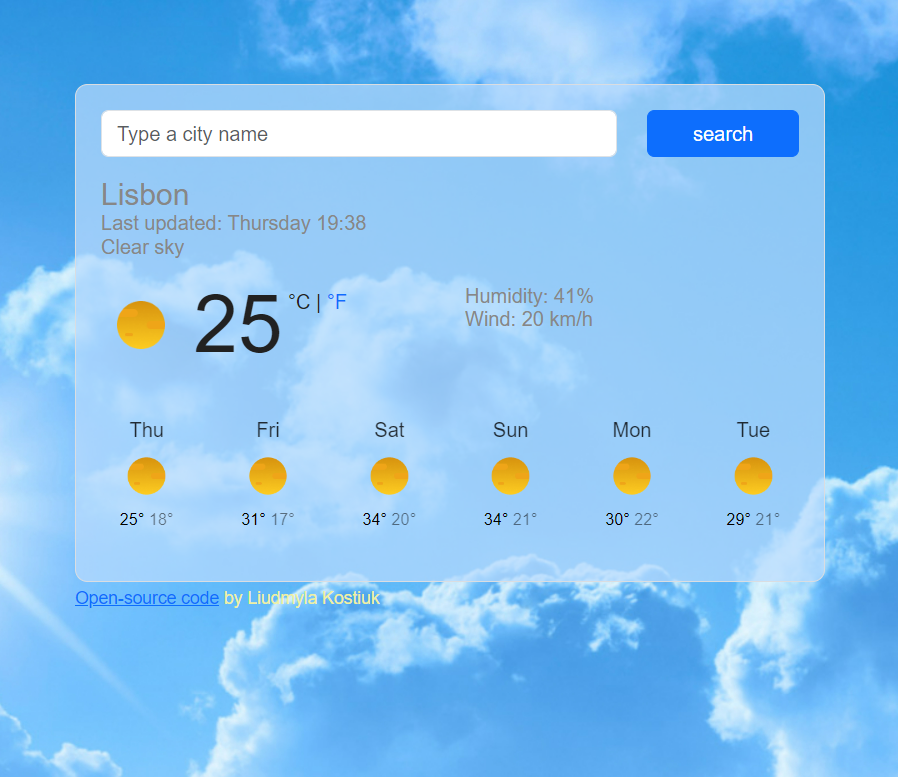 Type a city name
search
Lisbon
Last updated: Thursday 19:38
Clear sky
25 °C | °F
Humidity: 41%
Wind: 20 km/h
Thu Fri Sat Sun Mon Tue
25° 18° 31° 17° 34° 20° 34° 21° 30° 22° 29° 21°
Open-source code by Liudmyla Kostiuk